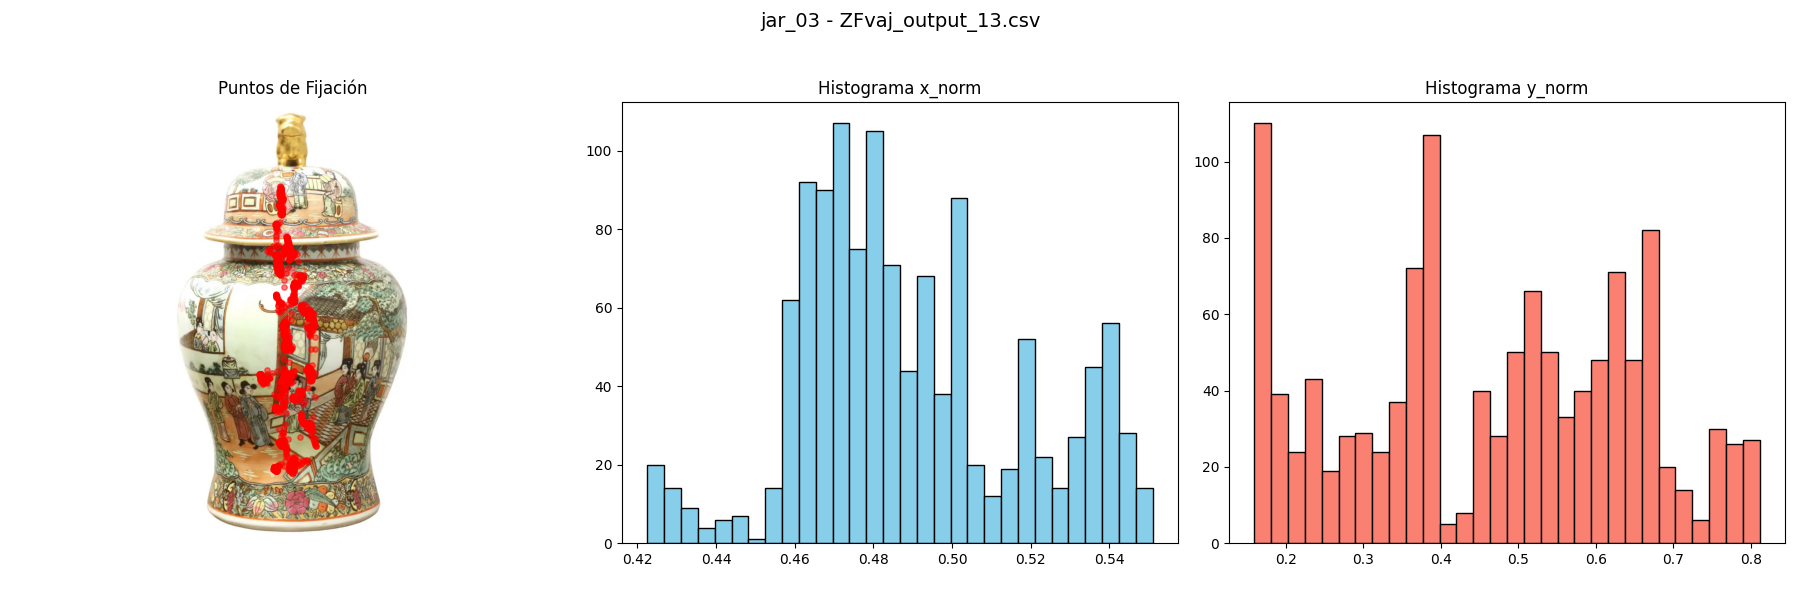 jar_03 - ZFvaj_output_13.csv
Puntos de Fijación
Histograma x_norm
100
80
60
40
20
0
0.42 0.44 0.46 0.48 0.50 0.52 0.54
Histograma y_norm
100
80
60
40
20
0
0.2 0.3 0.4 0.5 0.6 0.7 0.8